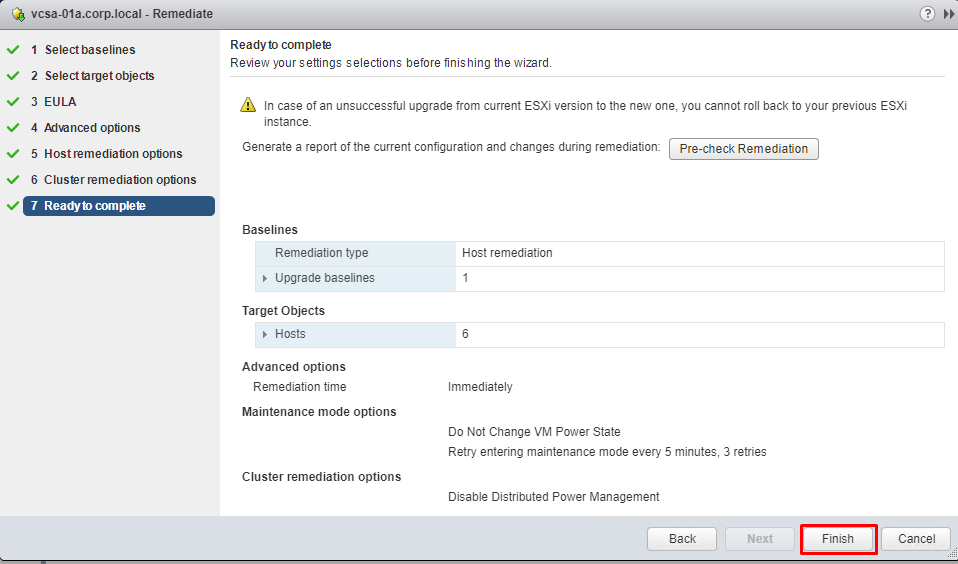 vcsa-01a.corp.local - Remediate
?
1 Select baselines
2 Select target objects
3 EULA
4 Advanced options
5 Host remediation options
6 Cluster remediation options
7 Ready to complete
Ready to complete
Review your settings selections before finishing the wizard.
In case of an unsuccessful upgrade from current ESXi version to the new one, you cannot roll back to your previous ESXi
instance.
Generate a report of the current configuration and changes during remediation: Pre-check Remediation
Baselines
Remediation type Host remediation
Upgrade baselines 1
Target Objects
Hosts 6
Advanced options
Remediation time Immediately
Maintenance mode options
Do Not Change VM Power State
Retry entering maintenance mode every 5 minutes, 3 retries
Cluster remediation options
Disable Distributed Power Management
Back Next Finish Cancel